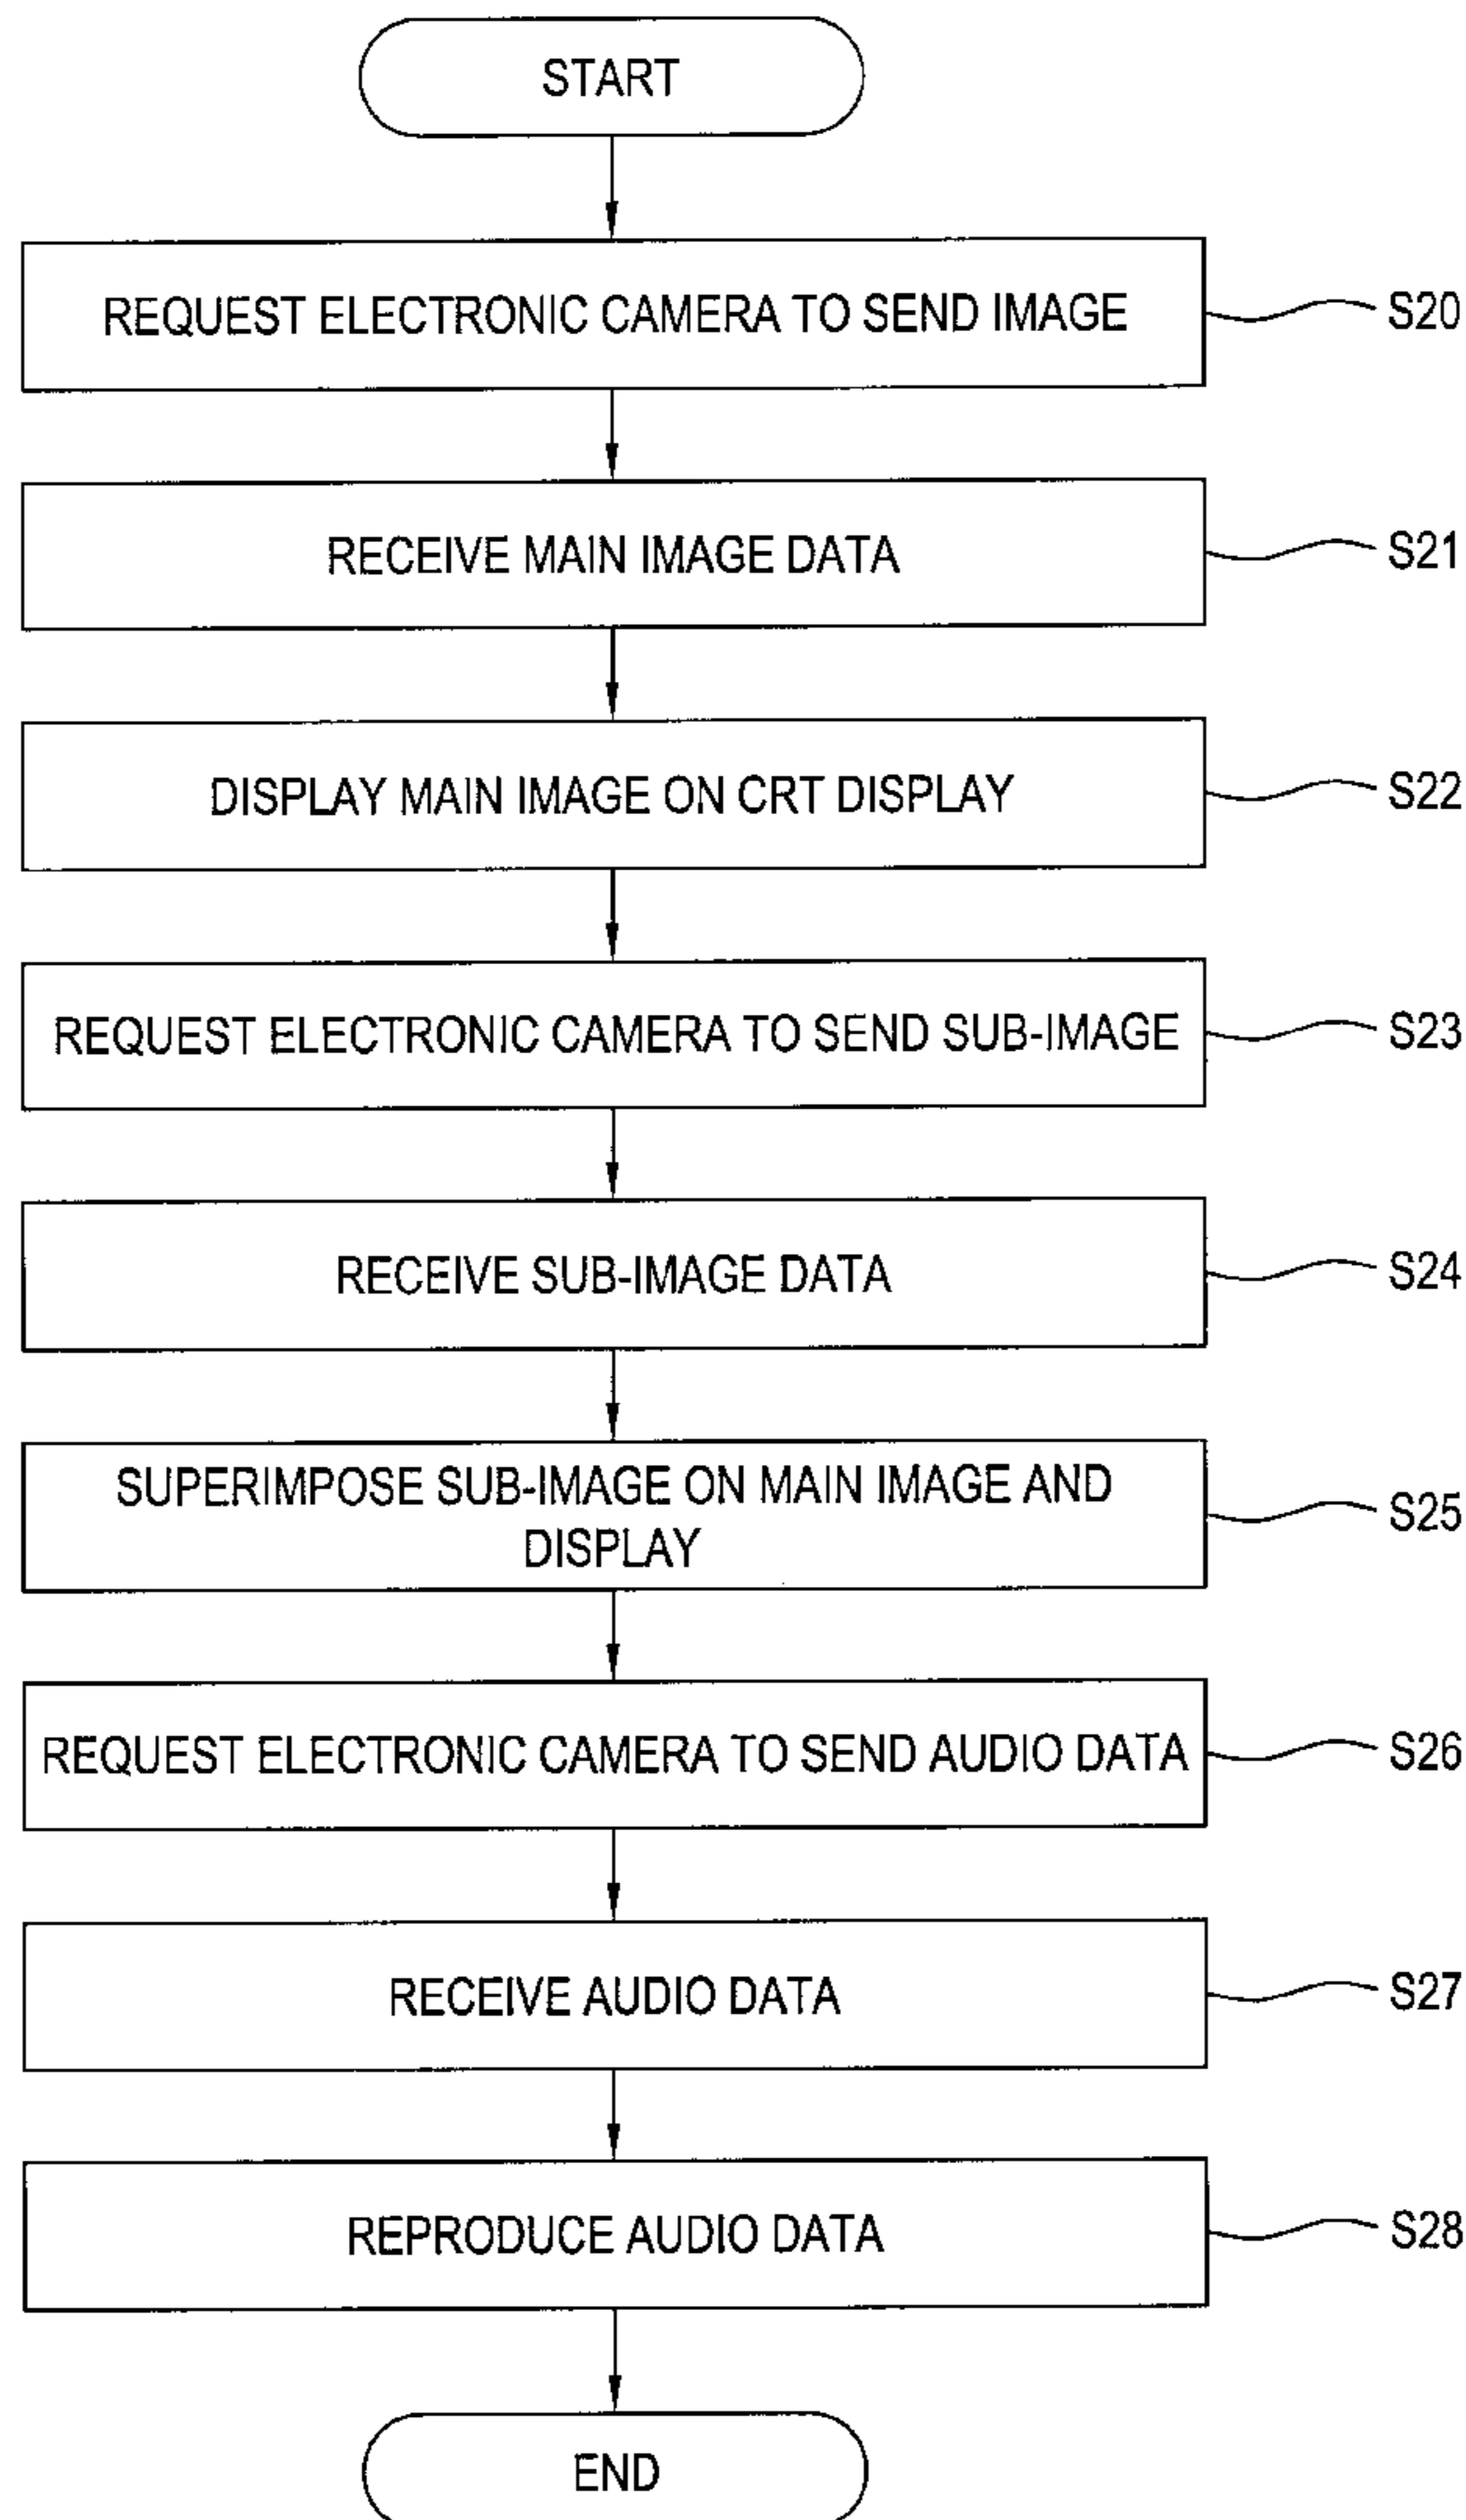 START
REQUEST ELECTRONIC CAMERA TO SEND IMAGE
S20
RECEIVE MAIN IMAGE DATA
S21
DISPLAY MAIN IMAGE ON CRT DISPLAY
S22
REQUEST ELECTRONIC CAMERA TO SEND SUB-IMAGE
S23
RECEIVE SUB-IMAGE DATA
S24
SUPERIMPOSE SUB-IMAGE ON MAIN IMAGE AND
DISPLAY
S25
REQUEST ELECTRONIC CAMERA TO SEND AUDIO DATA
S26
RECEIVE AUDIO DATA
S27
REPRODUCE AUDIO DATA
S28
END